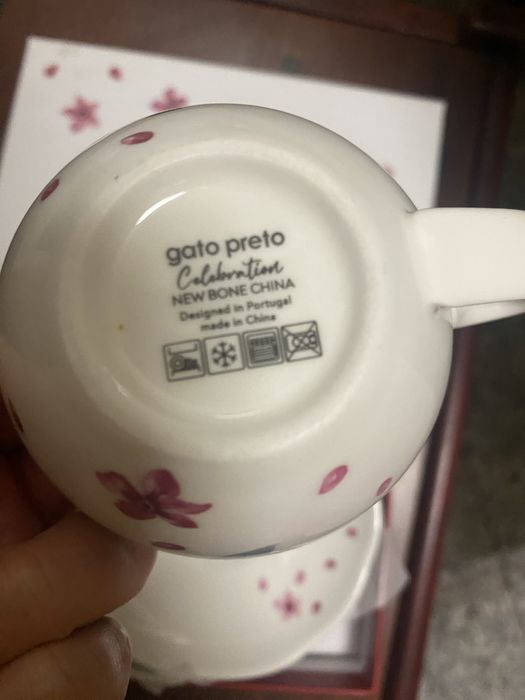 gato preto
Celebration
NEW BONE CHINA
Designed in Portugal
made in China